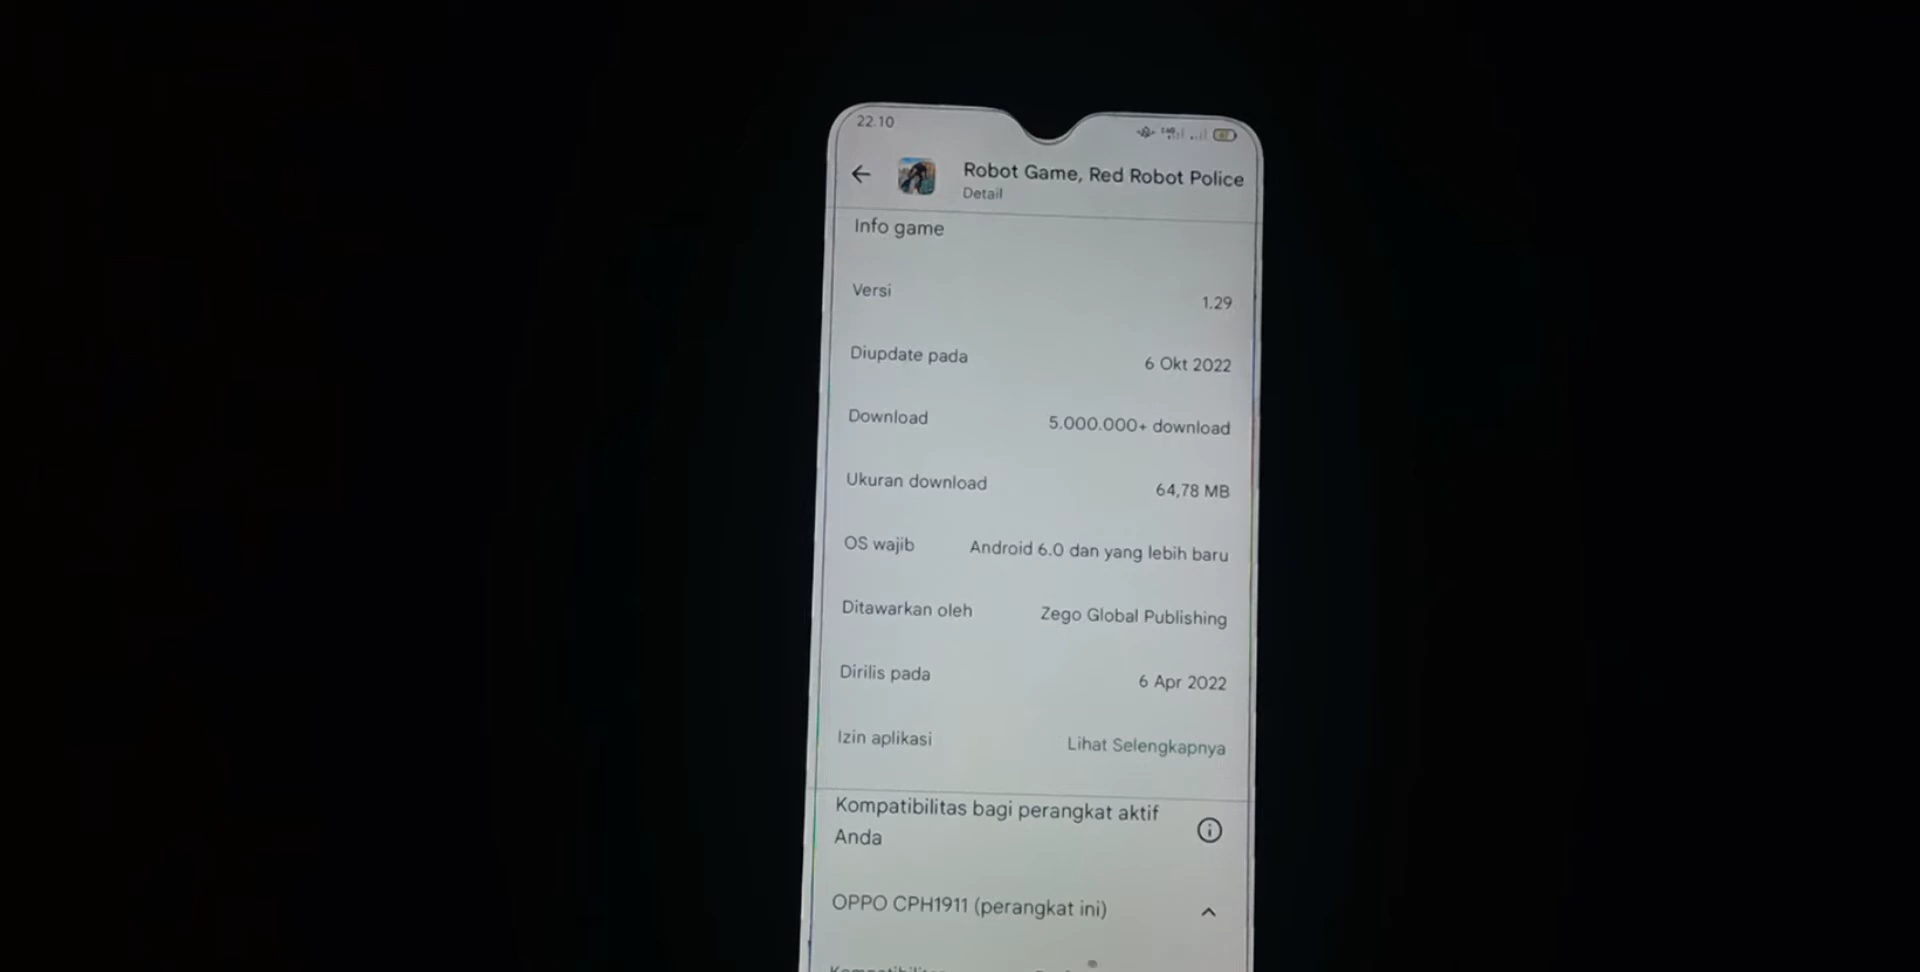 22.10
Robot Game, Red Robot Police
Detail
Info game
Versi 1.29
Diupdate pada 6 Okt 2022
Download 5.000.000+ download
Ukuran download 64,78 MB
OS wajib Android 6.0 dan yang lebih baru
Ditawarkan oleh Zego Global Publishing
Dirilis pada 6 Apr 2022
Izin aplikasi Lihat Selengkapnya
Kompatibilitas bagi perangkat aktif
Anda
OPPO CPH1911 (perangkat ini)